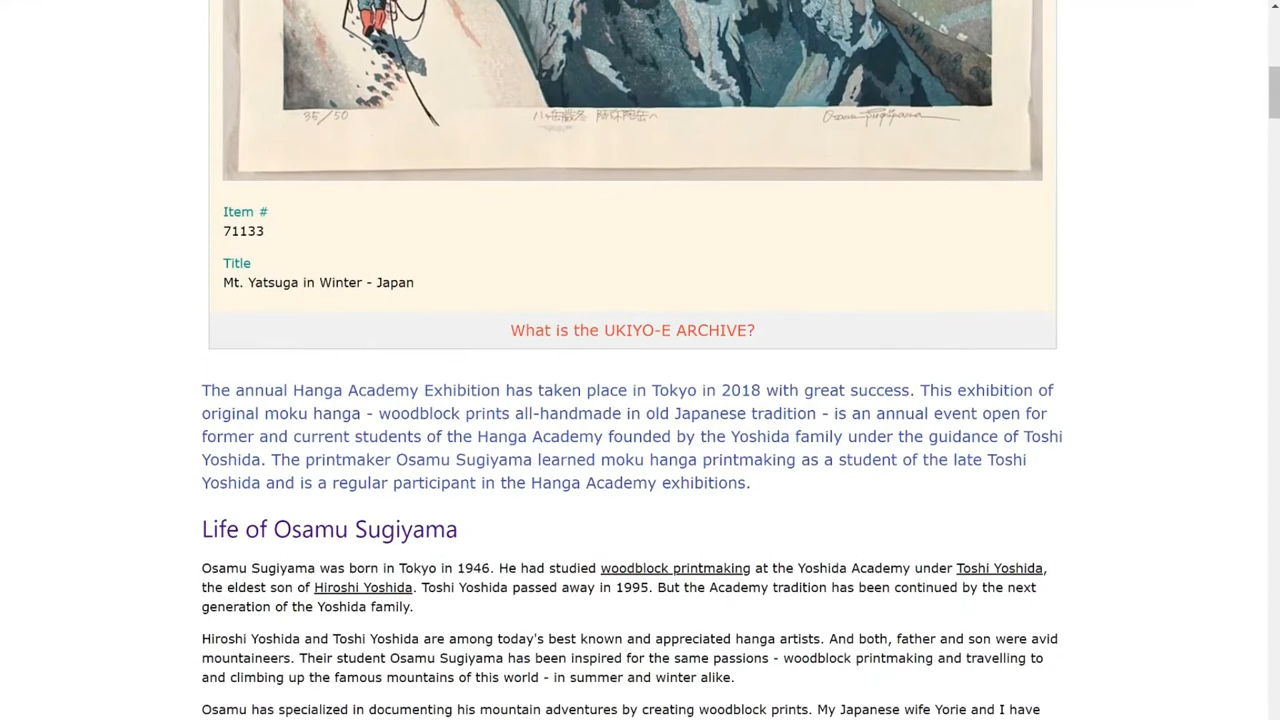 35/50
Osamu Sugiyama
Item #
71133
Title
Mt. Yatsuga in Winter - Japan
What is the UKIYO-E ARCHIVE?
The annual Hanga Academy Exhibition has taken place in Tokyo in 2018 with great success. This exhibition of
original moku hanga - woodblock prints all-handmade in old Japanese tradition - is an annual event open for
former and current students of the Hanga Academy founded by the Yoshida family under the guidance of Toshi
Yoshida. The printmaker Osamu Sugiyama learned moku hanga printmaking as a student of the late Toshi
Yoshida and is a regular participant in the Hanga Academy exhibitions.
Life of Osamu Sugiyama
Osamu Sugiyama was born in Tokyo in 1946. He had studied woodblock printmaking at the Yoshida Academy under Toshi Yoshida,
the eldest son of Hiroshi Yoshida. Toshi Yoshida passed away in 1995. But the Academy tradition has been continued by the next
generation of the Yoshida family.
Hiroshi Yoshida and Toshi Yoshida are among today's best known and appreciated hanga artists. And both, father and son were avid
mountaineers. Their student Osamu Sugiyama has been inspired for the same passions - woodblock printmaking and travelling to
and climbing up the famous mountains of this world - in summer and winter alike.
Osamu has specialized in documenting his mountain adventures by creating woodblock prints. My Japanese wife Yorie and I have